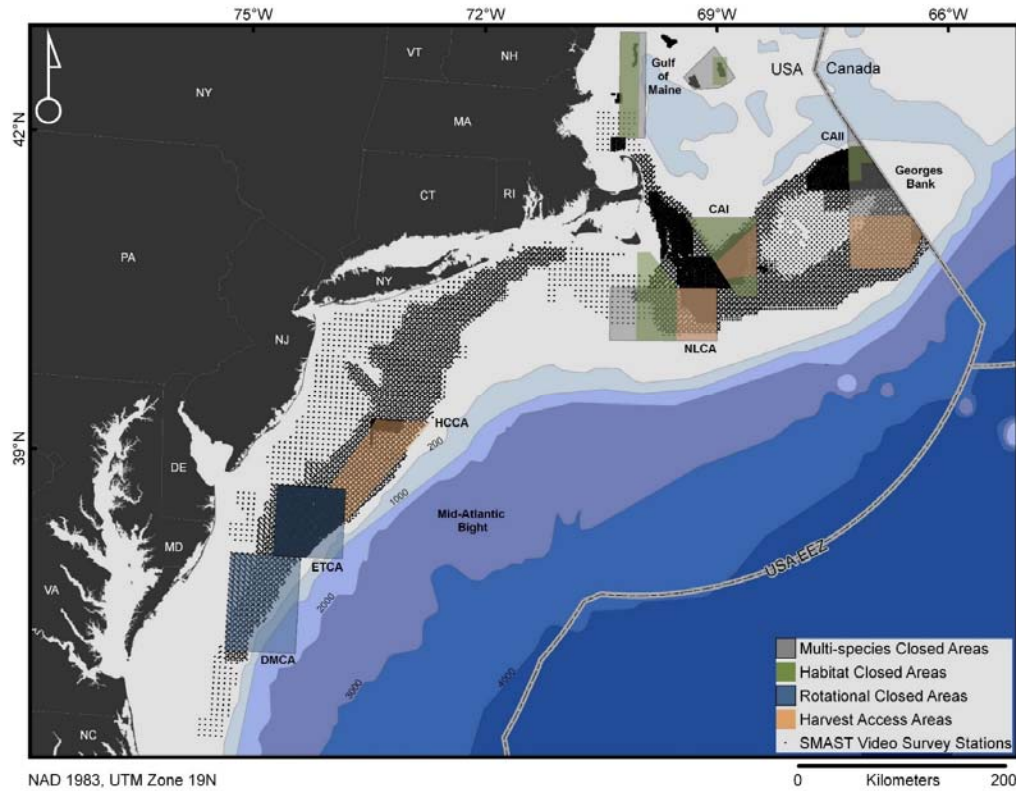 75°W 72°W 69°W 66°W
VT NH
Gulf
of
Maine
USA Canada
NY
42°N
MA
CAII
Georges
Bank
CT RI
CAI
PA
NY
NJ
NLCA
HCCA
39°N
200
DE
1000
Mid-Atlantic
Bight
MD
ETCA
USA EEZ
VA
2000
DMCA
3000
4000
NC
Multi-species Closed Areas
Habitat Closed Areas
Rotational Closed Areas
Harvest Access Areas
SMAST Video Survey Stations
NAD 1983, UTM Zone 19N
0 Kilometers 200